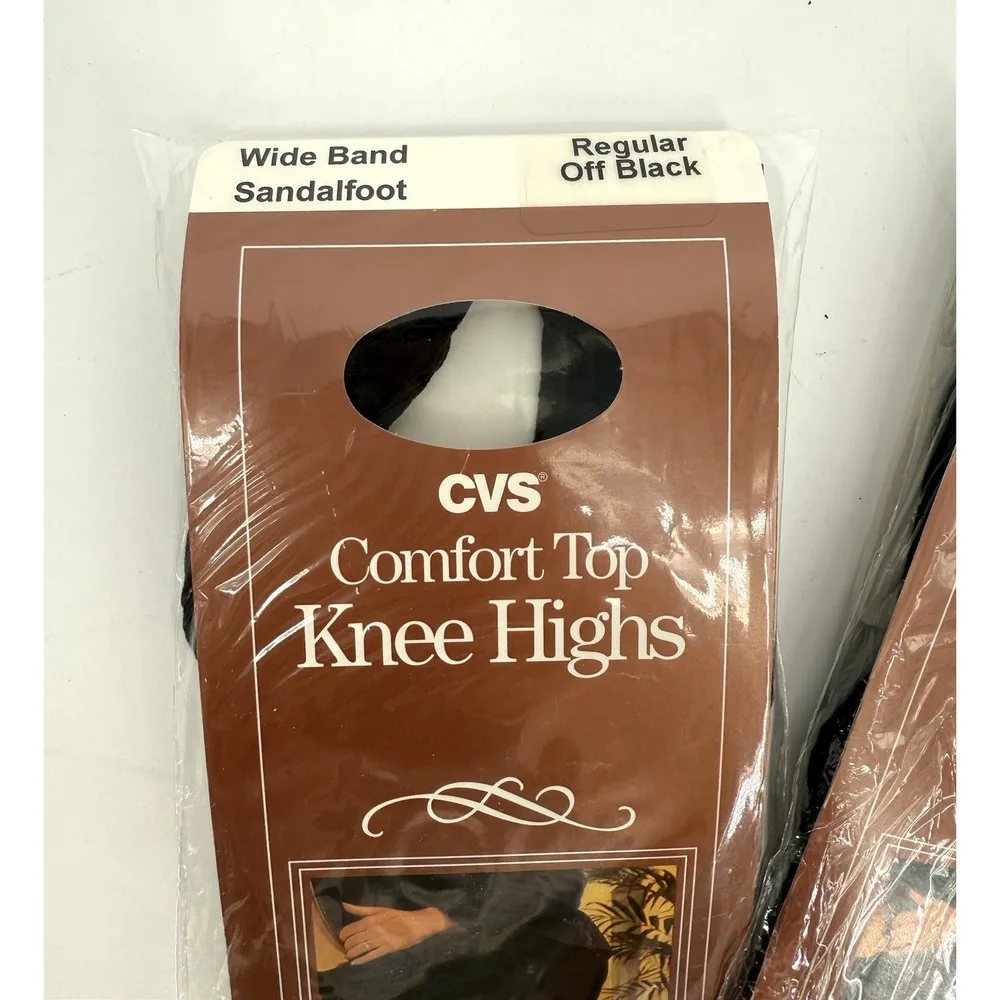 Wide Band
Sandalfoot
Regular
Off Black
CVS®
Comfort Top
Knee Highs